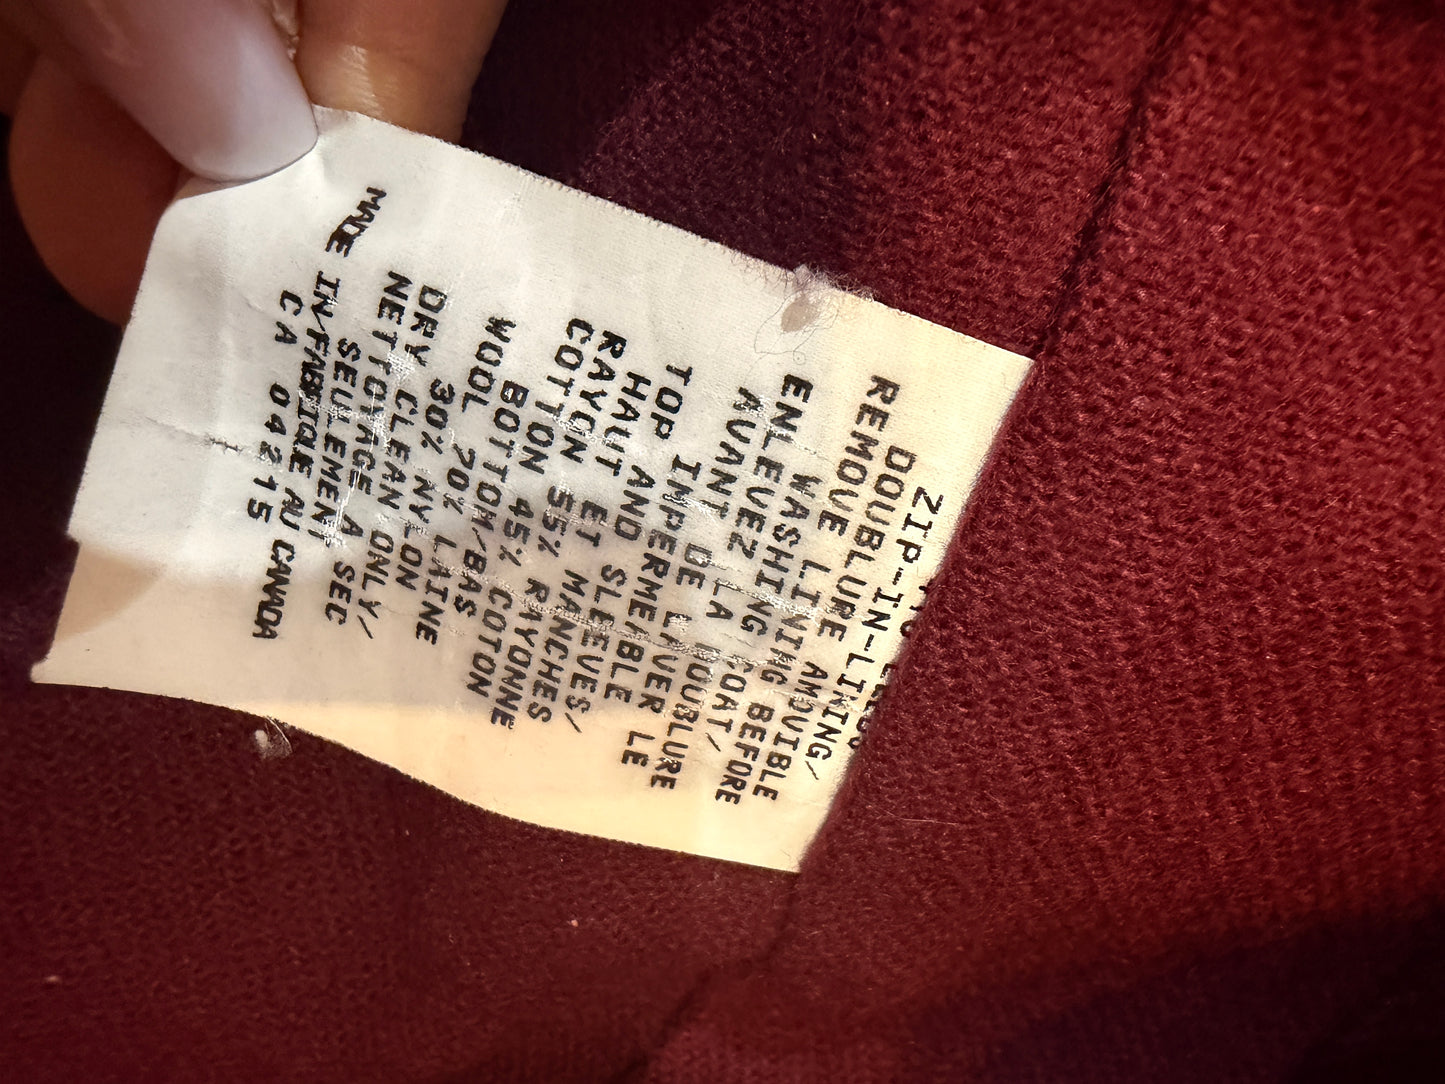 ZIP-IN-LINING/
DOUBLURE AMOVIBLE
REMOVE LINING BEFORE
WASHING COAT/
ENLEVEZ LA DOUBLURE
AVANT DE LAVER LE
IMPERMEABLE
TOP AND SLEEVES/
HAUT ET MANCHES
RAYON 55% RAYONNE
COTTON 45% COTON
BOTTOM/BAS
WOOL 70% LAINE
30% NYLON
DRY CLEAN ONLY/
NETTOYAGE A SEC
SEULEMENT
MADE IN/FABRIQUE AU CANADA
CA 04215